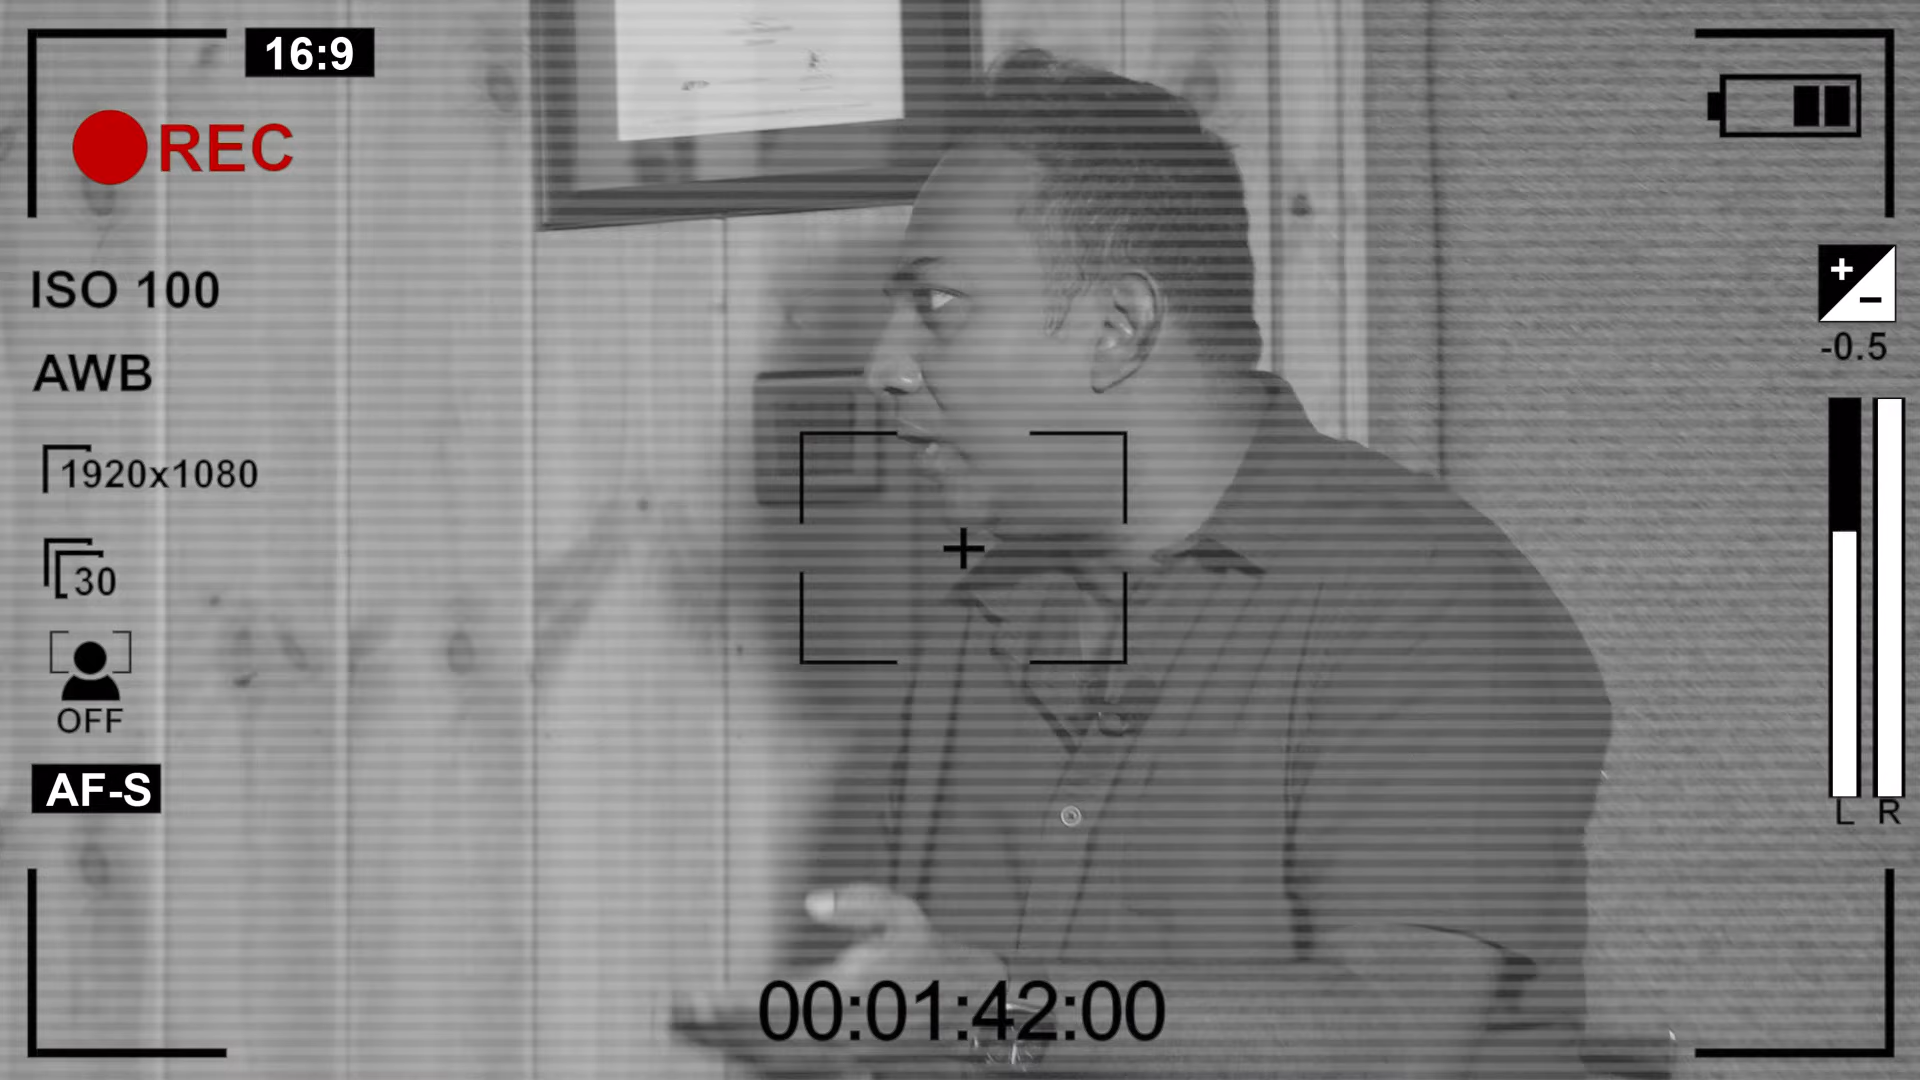 16:9
REC
ISO 100
AWB
1920x1080
30
OFF
AF-S
+
-
-0.5
L R
00:01:42:00